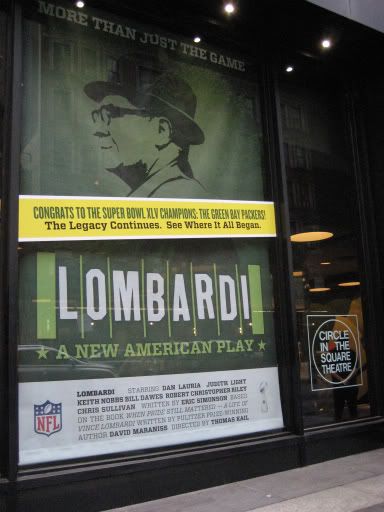 MORE THAN JUST THE GAME
CONGRATS TO THE SUPER BOWL XLV CHAMPIONS: THE GREEN BAY PACKERS!
The Legacy Continues. See Where It All Began.
LOMBARDI
★ A NEW AMERICAN PLAY ★
LOMBARDI STARRING DAN LAURIA JUDITH LIGHT
KEITH NOBBS BILL DAWES ROBERT CHRISTOPHER RILEY
CHRIS SULLIVAN WRITTEN BY ERIC SIMONSON BASED
ON THE BOOK WHEN PRIDE STILL MATTERED – A LIFE OF
VINCE LOMBARDI WRITTEN BY PULITZER PRIZE-WINNING
AUTHOR DAVID MARANISS DIRECTED BY THOMAS KAIL
NFL
CIRCLE
IN THE
SQUARE
THEATRE